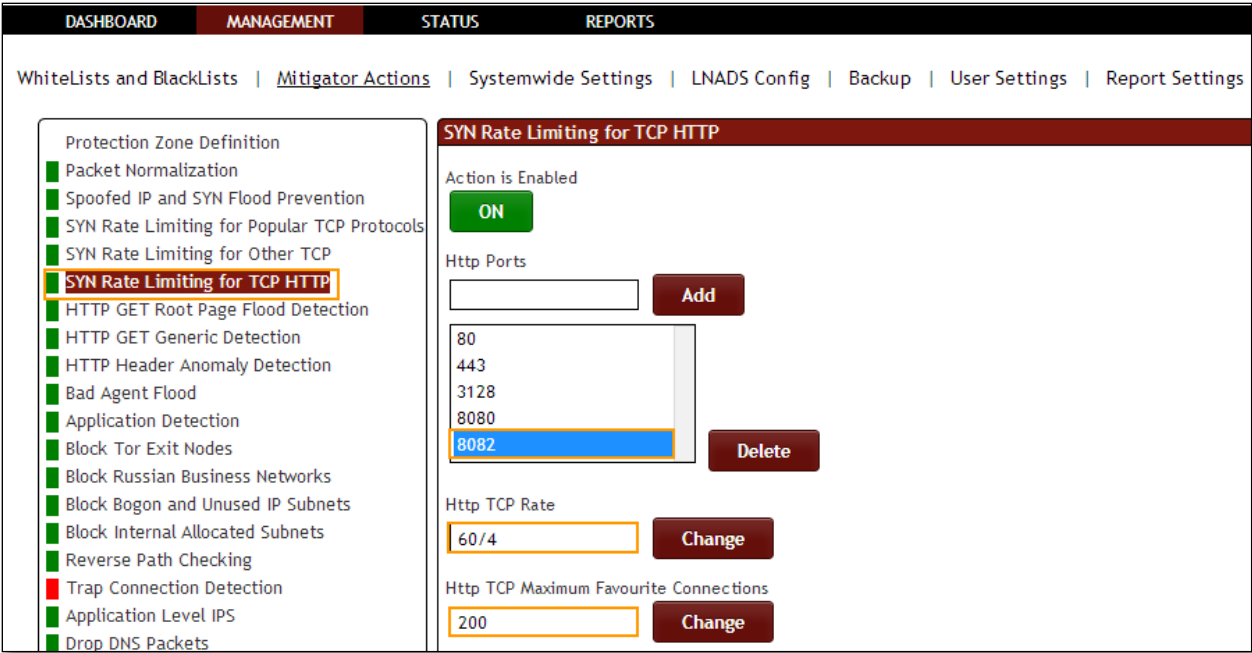 DASHBOARD MANAGEMENT STATUS REPORTS
WhiteLists and BlackLists | Mitigator Actions | Systemwide Settings | LNADS Config | Backup | User Settings | Report Settings
Protection Zone Definition
Packet Normalization
Spoofed IP and SYN Flood Prevention
SYN Rate Limiting for Popular TCP Protocols
SYN Rate Limiting for Other TCP
SYN Rate Limiting for TCP HTTP
HTTP GET Root Page Flood Detection
HTTP GET Generic Detection
HTTP Header Anomaly Detection
Bad Agent Flood
Application Detection
Block Tor Exit Nodes
Block Russian Business Networks
Block Bogon and Unused IP Subnets
Block Internal Allocated Subnets
Reverse Path Checking
Trap Connection Detection
Application Level IPS
Drop DNS Packets
SYN Rate Limiting for TCP HTTP
Action is Enabled
ON
Http Ports
Add
80
443
3128
8080
8082
Delete
Http TCP Rate
60/4 Change
Http TCP Maximum Favourite Connections
200 Change